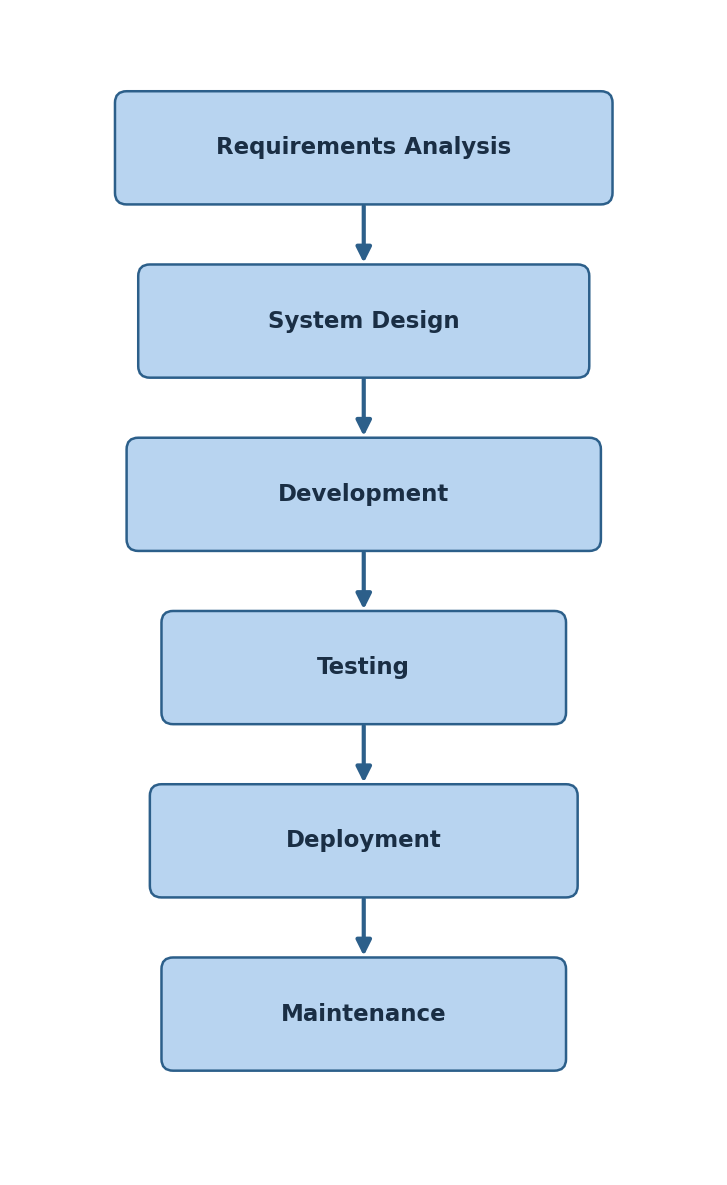 Requirements Analysis
System Design
Development
Testing
Deployment
Maintenance